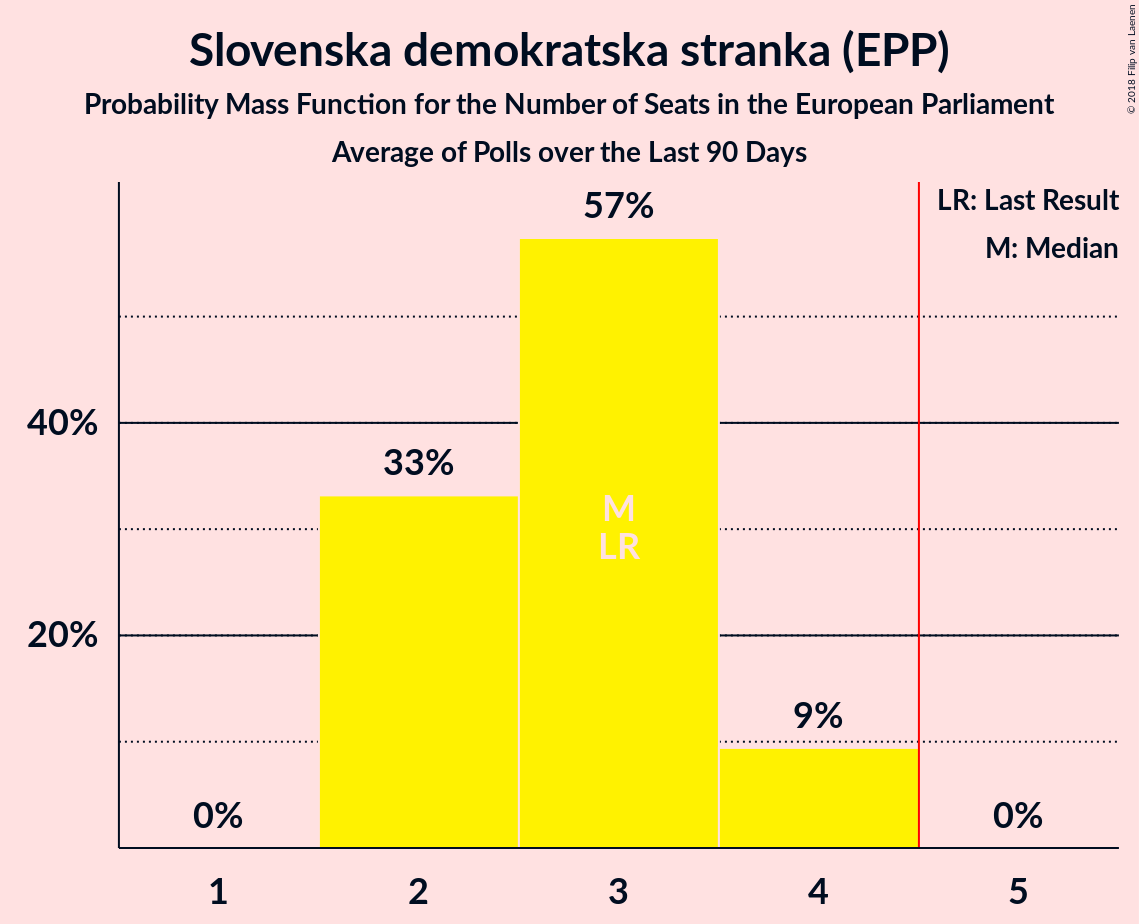 Slovenska demokratska stranka (EPP)
Probability Mass Function for the Number of Seats in the European Parliament
Average of Polls over the Last 90 Days
© 2018 Filip van Laenen
LR: Last Result
M: Median
57%
40%
33%
M
LR
20%
9%
0%
0%
1 2 3 4 5